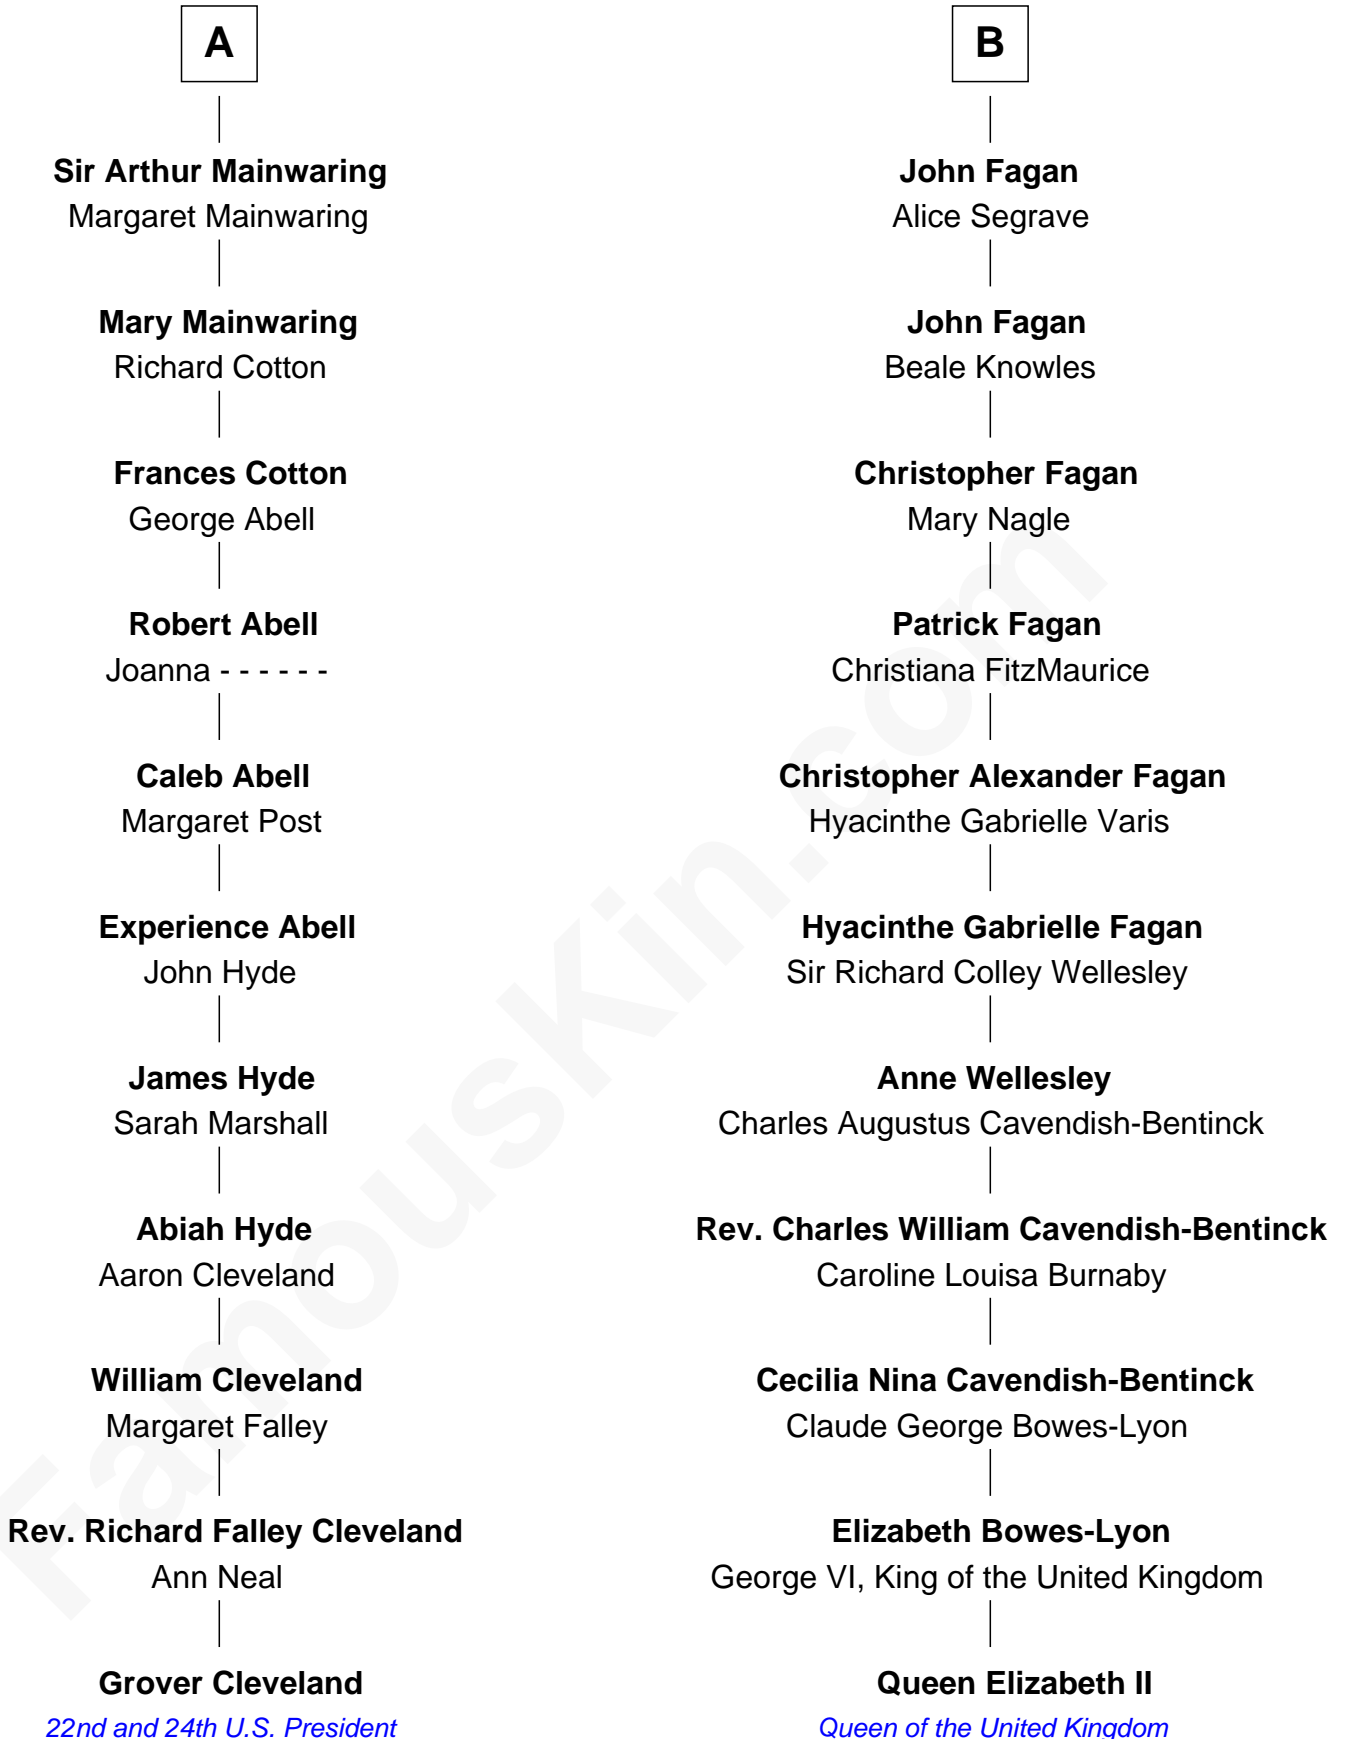 A
Sir Arthur Mainwaring
Margaret Mainwaring
Mary Mainwaring
Richard Cotton
Frances Cotton
George Abell
Robert Abell
Joanna - - - - - -
Caleb Abell
Margaret Post
Experience Abell
John Hyde
James Hyde
Sarah Marshall
Abiah Hyde
Aaron Cleveland
William Cleveland
Margaret Falley
Rev. Richard Falley Cleveland
Ann Neal
Grover Cleveland
22nd and 24th U.S. President
B
John Fagan
Alice Segrave
John Fagan
Beale Knowles
Christopher Fagan
Mary Nagle
Patrick Fagan
Christiana FitzMaurice
Christopher Alexander Fagan
Hyacinthe Gabrielle Varis
Hyacinthe Gabrielle Fagan
Sir Richard Colley Wellesley
Anne Wellesley
Charles Augustus Cavendish-Bentinck
Rev. Charles William Cavendish-Bentinck
Caroline Louisa Burnaby
Cecilia Nina Cavendish-Bentinck
Claude George Bowes-Lyon
Elizabeth Bowes-Lyon
George VI, King of the United Kingdom
Queen Elizabeth II
Queen of the United Kingdom
FamousKin.com